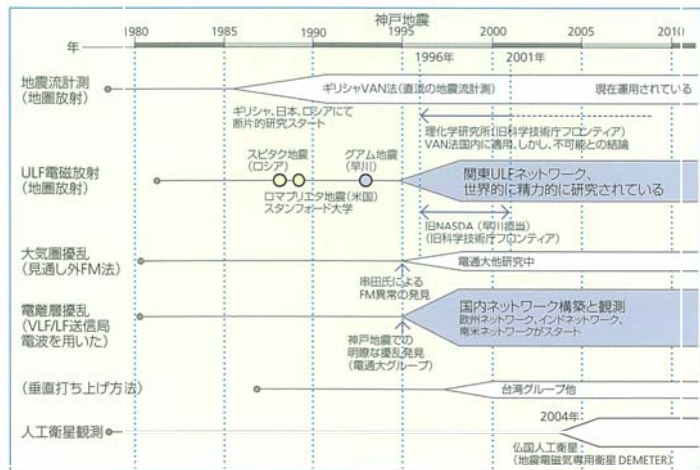 神戸地震
年
1980
1985
1990
1995
2000
2005
2010
1996年
2001年
地震流計測
(地圏放射)
ギリシャVAN法(直流の地震流計測)
現在運用されている
ギリシャ、日本、ロシアにて
断片的研究スタート
理化学研究所(旧科学技術庁フロンティア)
VAN法国内に適用、しかし、不可能との結論
ULF電磁放射
(地圏放射)
スピタク地震
(ロシア)
グアム地震
(早川)
ロマプリエタ地震(米国)
スタンフォード大学
関東ULFネットワーク、
世界的に精力的に研究されている
旧NASDA(早川担当)
(旧科学技術庁フロンティア)
大気圏擾乱
(見通し外FM法)
電通大他研究中
串田氏による
FM異常の発見
電離層擾乱
(VLF/LF送信局
電波を用いた)
国内ネットワーク構築と観測
欧州ネットワーク、インドネットワーク、
南米ネットワークがスタート
神戸地震での
明瞭な擾乱発見
(電通大グループ)
(垂直打ち上げ方法)
台湾グループ他
人工衛星観測
2004年
仏国人工衛星
(地震電磁気専用衛星 DEMETER)